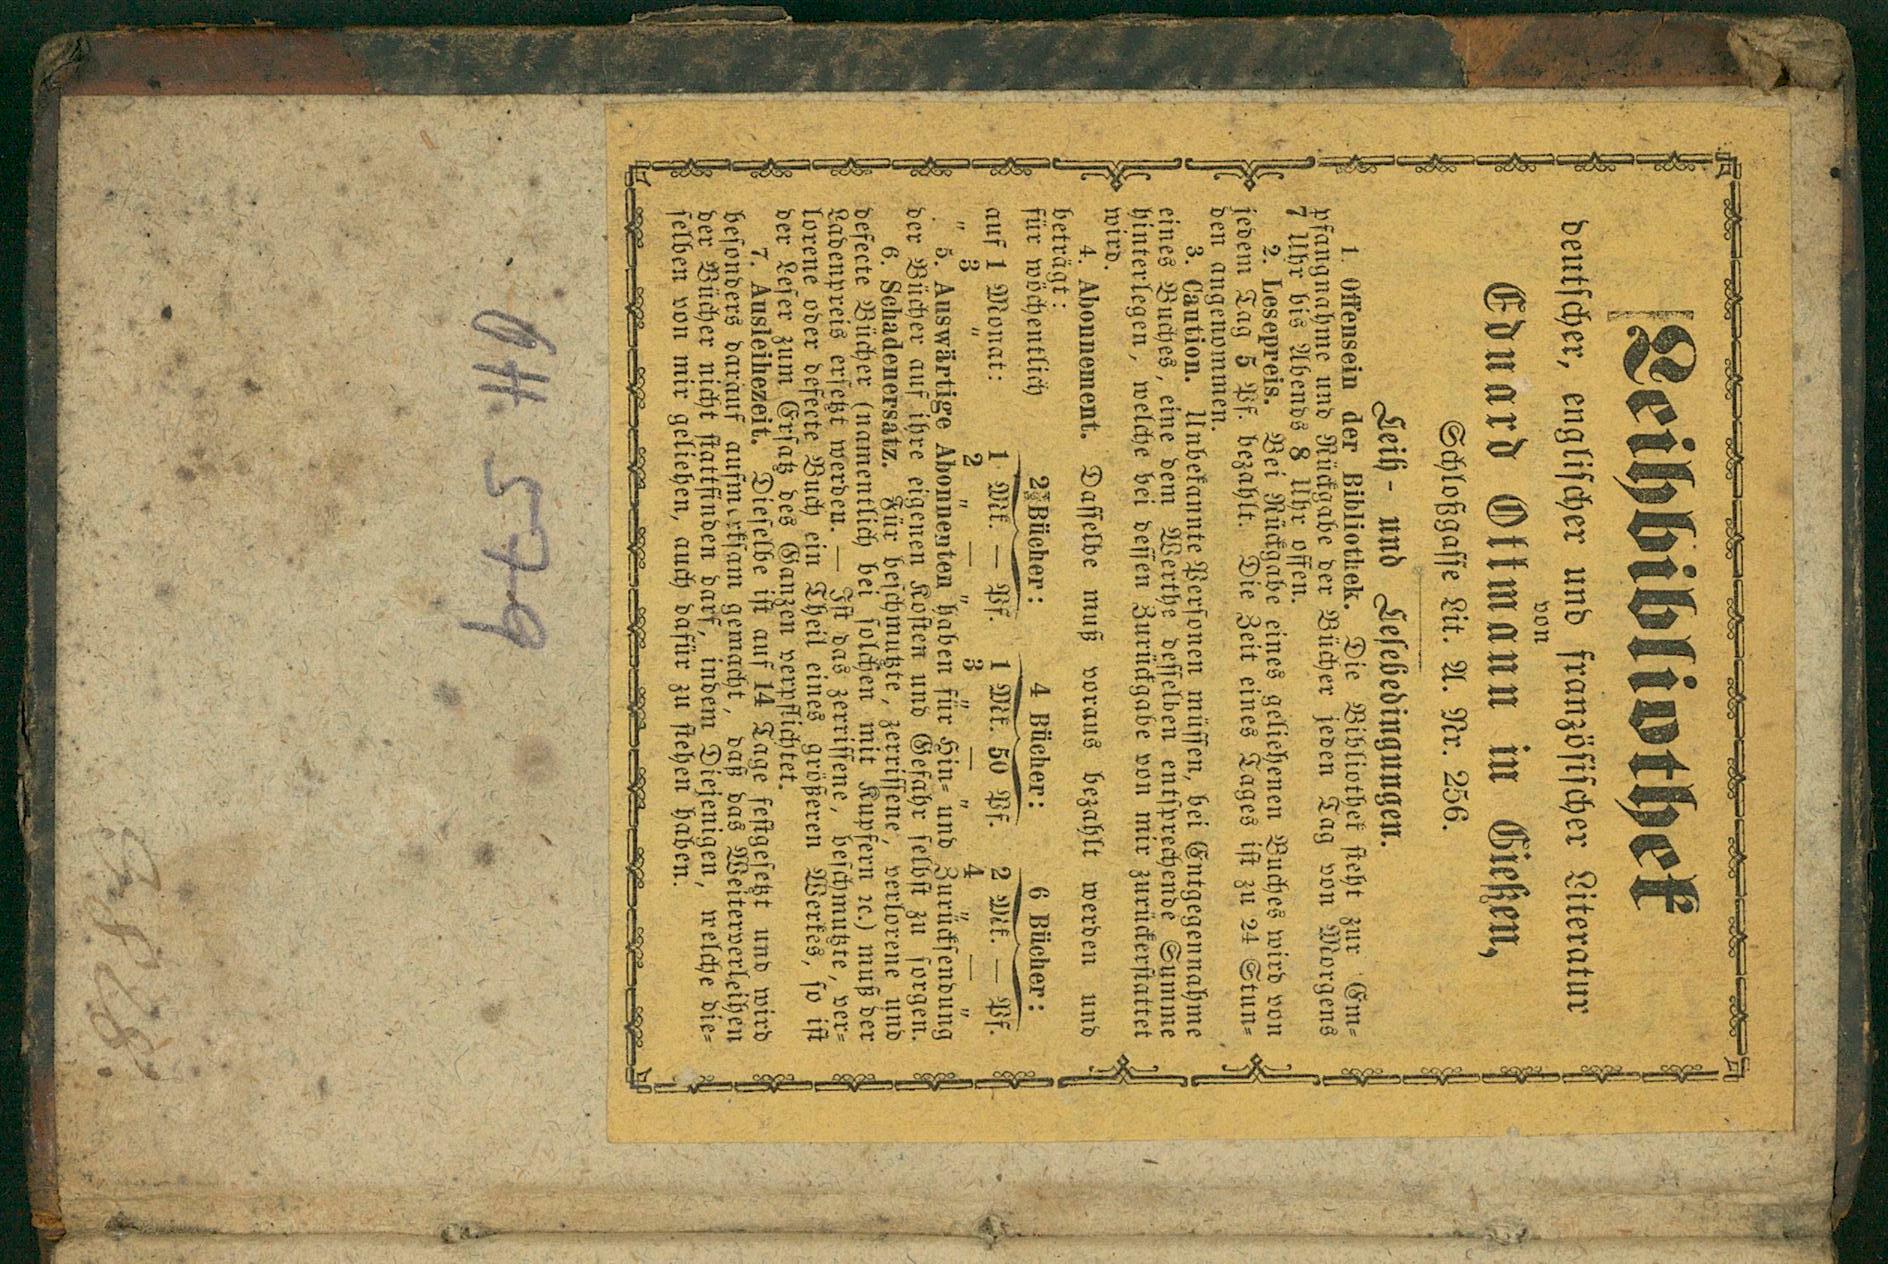 Leihbibliothek
deutscher, englischer und französischer Literatur
von
Eduard Ottmann in Gießen,
Schloßgasse Lit. A. Nr. 256.
Leih- und Lesebedingungen.
1. Offensein der Bibliothek. Die Bibliothek steht zur Em-
pfangnahme und Rückgabe der Bücher jeden Tag von Morgens
7 Uhr bis Abends 8 Uhr offen.
2. Lesepreis. Bei Rückgabe eines geliehenen Buches wird von
jedem Tag 5 Pf. bezahlt. Die Zeit eines Tages ist zu 24 Stun-
den angenommen.
3. Caution. Unbekannte Personen müssen, bei Entgegennahme
eines Buches, eine dem Werthe desselben entsprechende Summe
hinterlegen, welche bei dessen Zurückgabe von mir zurückerstattet
wird.
4. Abonnement. Dasselbe muß voraus bezahlt werden und
beträgt:
für wöchentlich 2 Bücher: 4 Bücher: 6 Bücher:
auf 1 Monat: 1 Mk. — Pf. 1 Mk. 50 Pf. 2 Mk. — Pf.
" 3 " 2 " — " 3 " — " 4 " — "
5. Auswärtige Abonnenten haben für Hin- und Zurücksendung
der Bücher auf ihre eigenen Kosten und Gefahr selbst zu sorgen.
6. Schadenersatz. Für beschmutzte, zerrissene, verlorene und
defecte Bücher (namentlich bei solchen mit Kupfern ꝛc.) muß der
Ladenpreis ersetzt werden. — Ist das zerrissene, beschmutzte, ver-
lorene oder defecte Buch ein Theil eines größeren Werkes, so ist
der Leser zum Ersatz des Ganzen verpflichtet.
7. Ausleihezeit. Dieselbe ist auf 14 Tage festgesetzt und wird
besonders darauf aufmerksam gemacht, daß das Weiterverleihen
der Bücher nicht stattfinden darf, indem Diejenigen, welche die-
selben von mir geliehen, auch dafür zu stehen haben.